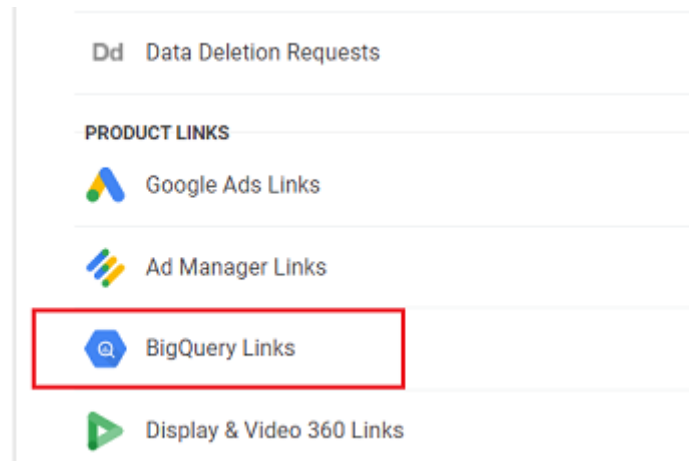 Dd Data Deletion Requests
PRODUCT LINKS
Google Ads Links
Ad Manager Links
BigQuery Links
Display & Video 360 Links